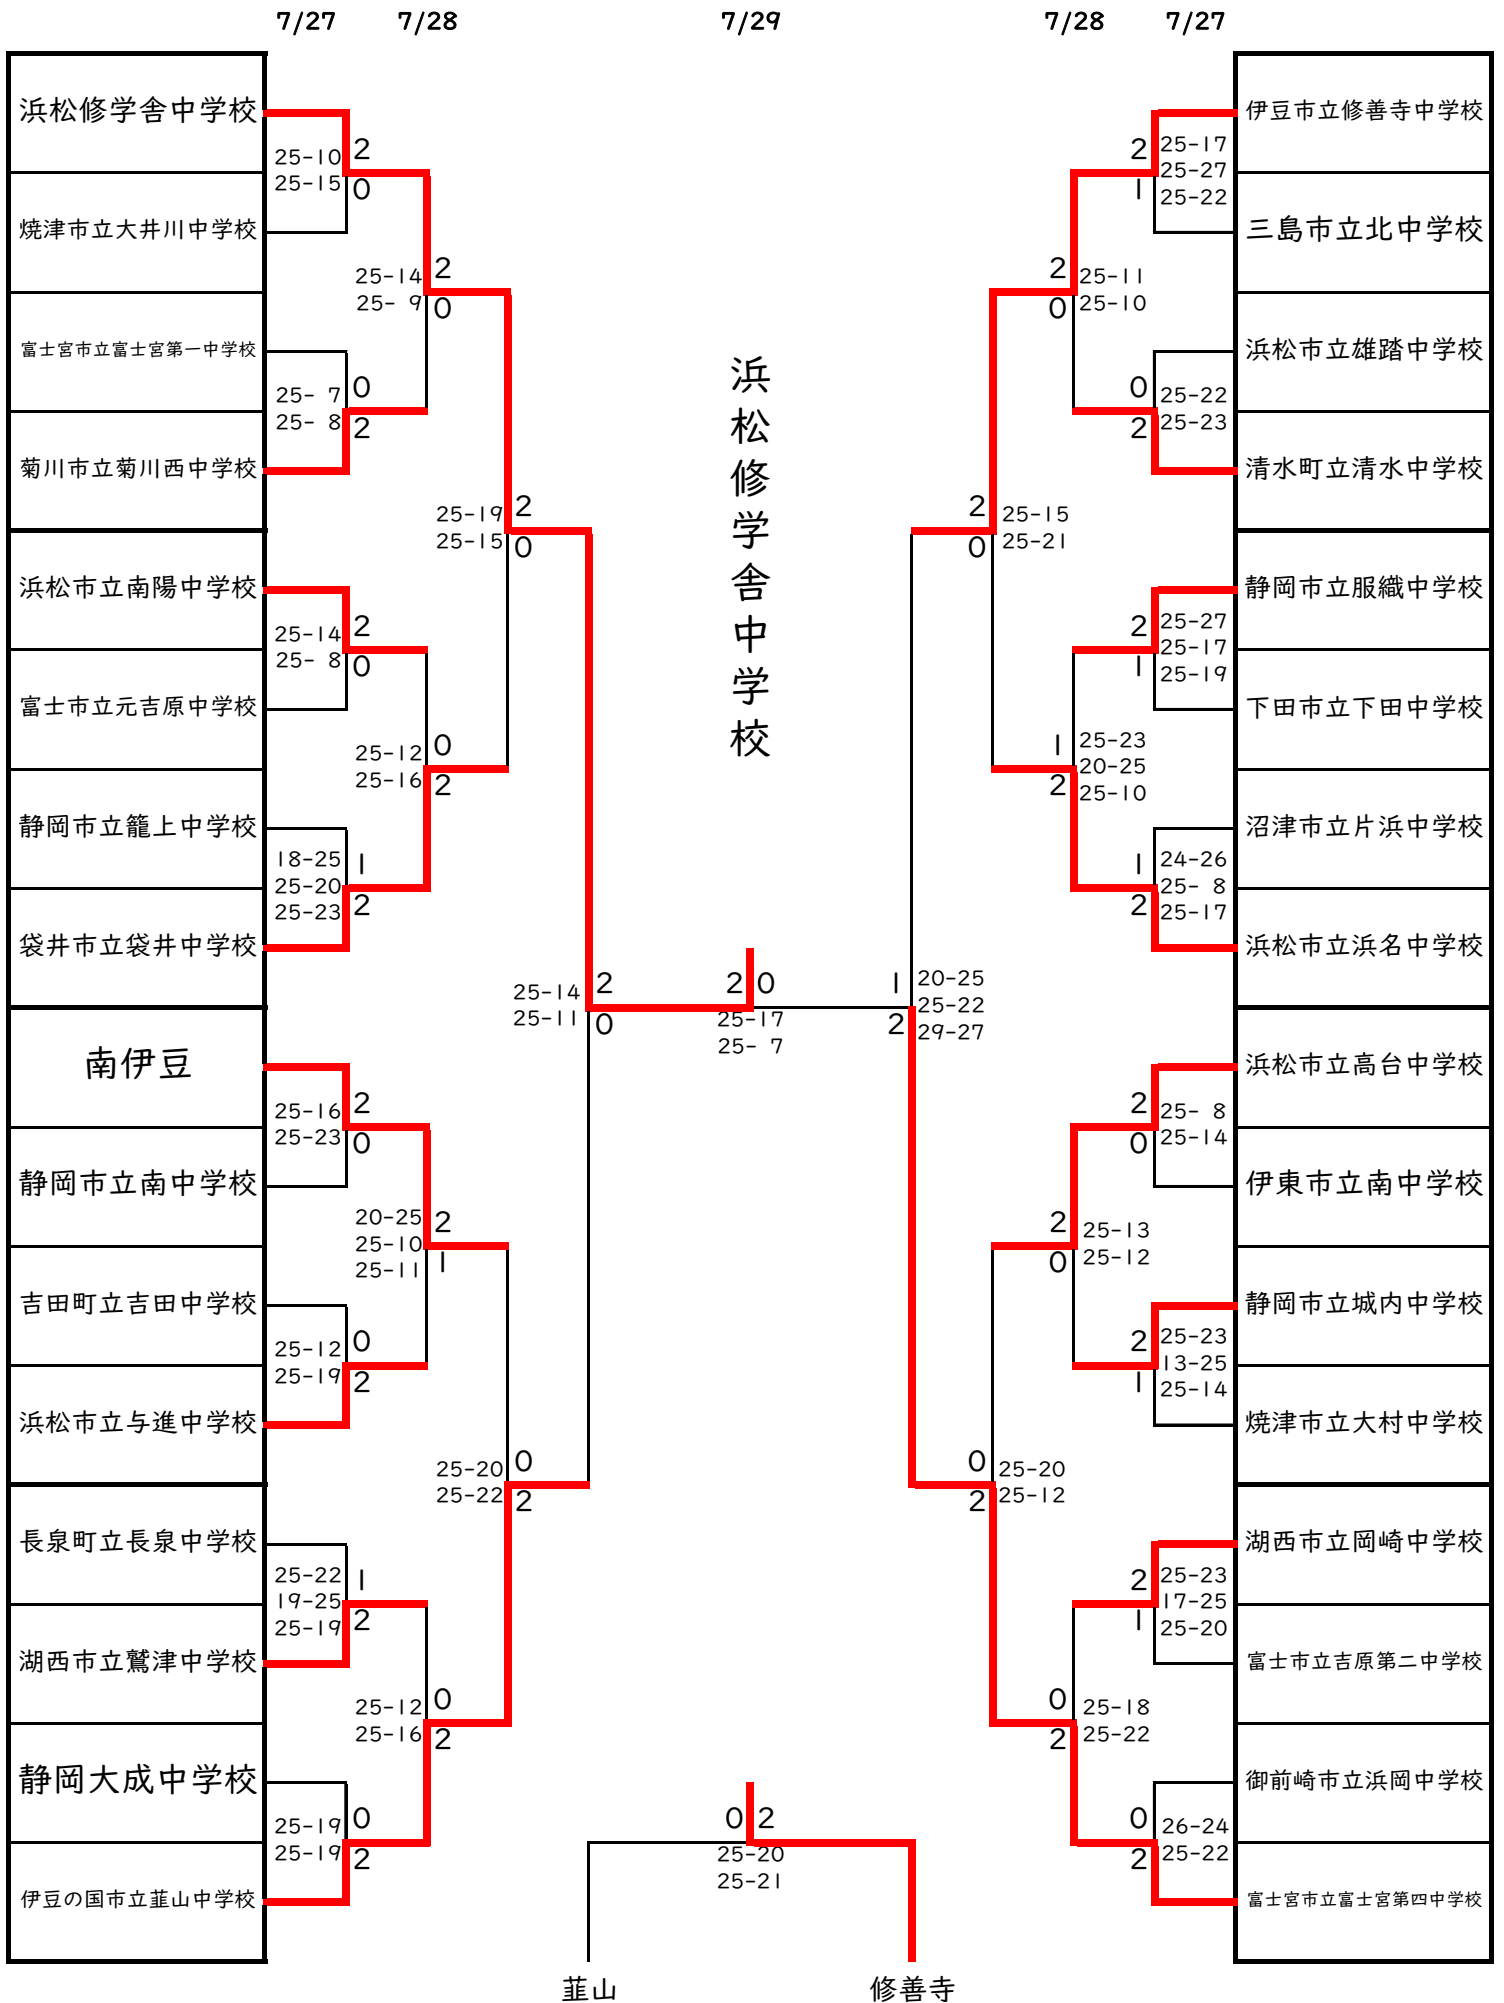 7/27 7/28 7/29 7/28 7/27
浜松修学舎中学校
25-10 2
25-15 0
焼津市立大井川中学校
25-14 2
25- 9 0
富士宮市立富士宮第一中学校
25- 7 0
25- 8 2
菊川市立菊川西中学校
25-19 2
25-15 0
浜松市立南陽中学校
25-14 2
25- 8 0
富士市立元吉原中学校
25-12 0
25-16 2
静岡市立籠上中学校
18-25 1
25-20
25-23 2
袋井市立袋井中学校
25-14 2
25-11 0
南伊豆
25-16 2
25-23 0
静岡市立南中学校
20-25 2
25-10
25-11 1
吉田町立吉田中学校
25-12 0
25-19 2
浜松市立与進中学校
25-20 0
25-22 2
長泉町立長泉中学校
25-22 1
19-25
25-19 2
湖西市立鷲津中学校
25-12 0
25-16 2
静岡大成中学校
25-19 0
25-19 2
伊豆の国市立韮山中学校
浜松修学舎中学校
2 0
25-17
25- 7
0 2
25-20
25-21
韮山 修善寺
伊豆市立修善寺中学校
2 25-17
25-27
1 25-22
三島市立北中学校
2 25-11
0 25-10
浜松市立雄踏中学校
0 25-22
2 25-23
清水町立清水中学校
2 25-15
0 25-21
静岡市立服織中学校
2 25-27
25-17
1 25-19
下田市立下田中学校
1 25-23
20-25
2 25-10
沼津市立片浜中学校
1 24-26
25- 8
2 25-17
浜松市立浜名中学校
1 20-25
25-22
2 29-27
浜松市立高台中学校
2 25- 8
0 25-14
伊東市立南中学校
2 25-13
0 25-12
静岡市立城内中学校
2 25-23
13-25
1 25-14
焼津市立大村中学校
0 25-20
2 25-12
湖西市立岡崎中学校
2 25-23
17-25
1 25-20
富士市立吉原第二中学校
0 25-18
2 25-22
御前崎市立浜岡中学校
0 26-24
2 25-22
富士宮市立富士宮第四中学校